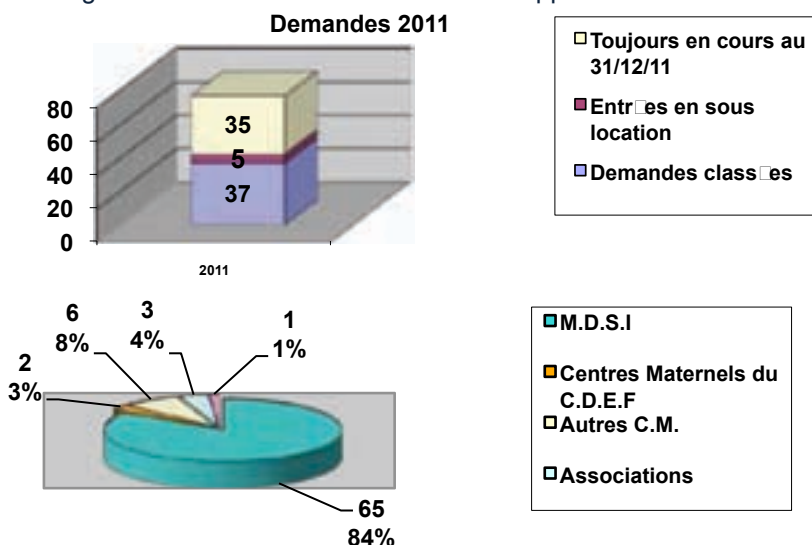 Demandes 2011
80
60
40
20
0
35
5
37
2011
Toujours en cours au
31/12/11
Entr□es en sous
location
Demandes class□es
6
8%
3
4%
1
1%
2
3%
65
84%
M.D.S.I
Centres Maternels du
C.D.E.F
Autres C.M.
Associations